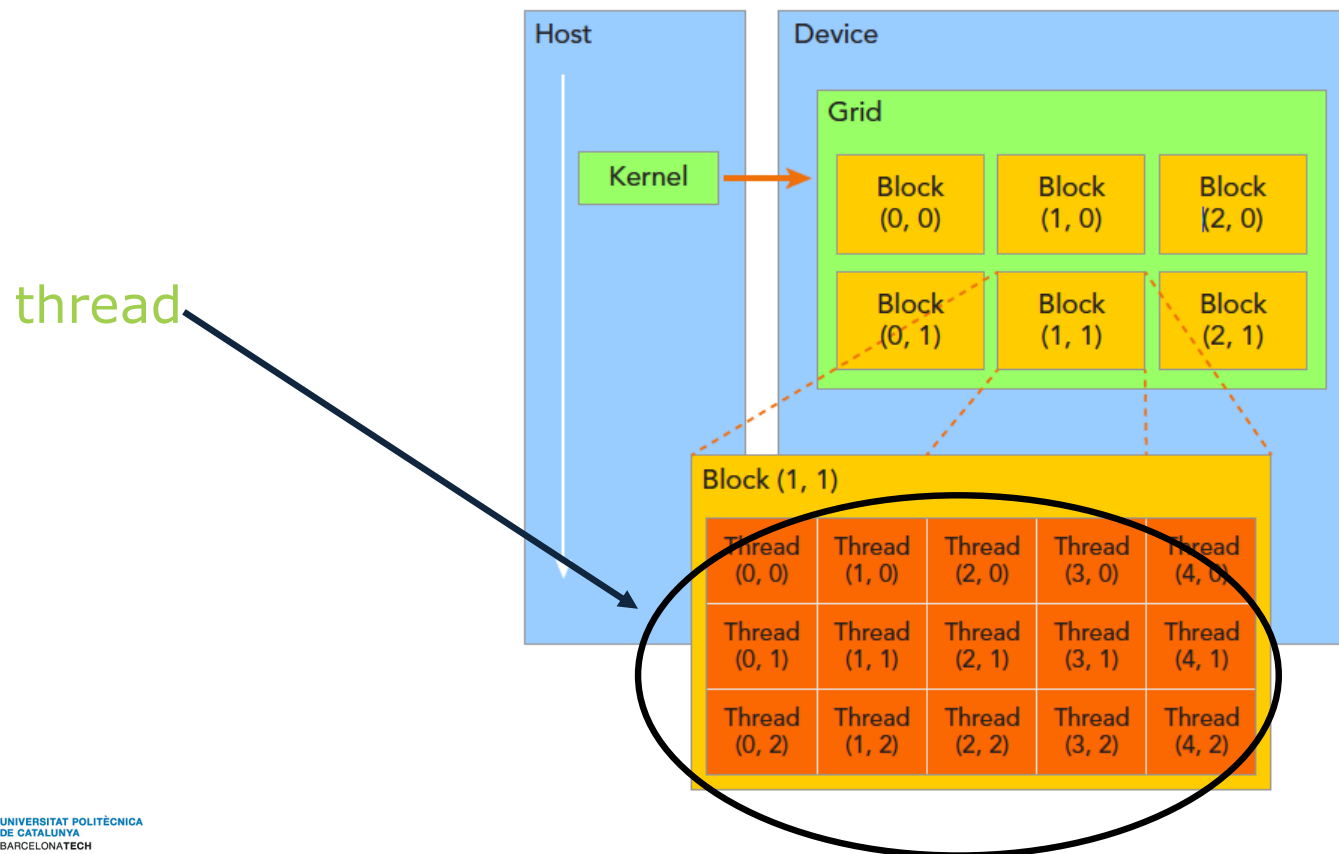 Host
Device
Grid
Kernel
Block
(0, 0)
Block
(1, 0)
Block
(2, 0)
thread
Block
(0, 1)
Block
(1, 1)
Block
(2, 1)
Block (1, 1)
Thread
(0, 0)
Thread
(1, 0)
Thread
(2, 0)
Thread
(3, 0)
Thread
(4, 0)
Thread
(0, 1)
Thread
(1, 1)
Thread
(2, 1)
Thread
(3, 1)
Thread
(4, 1)
Thread
(0, 2)
Thread
(1, 2)
Thread
(2, 2)
Thread
(3, 2)
Thread
(4, 2)
UNIVERSITAT POLITÈCNICA
DE CATALUNYA
BARCELONATECH